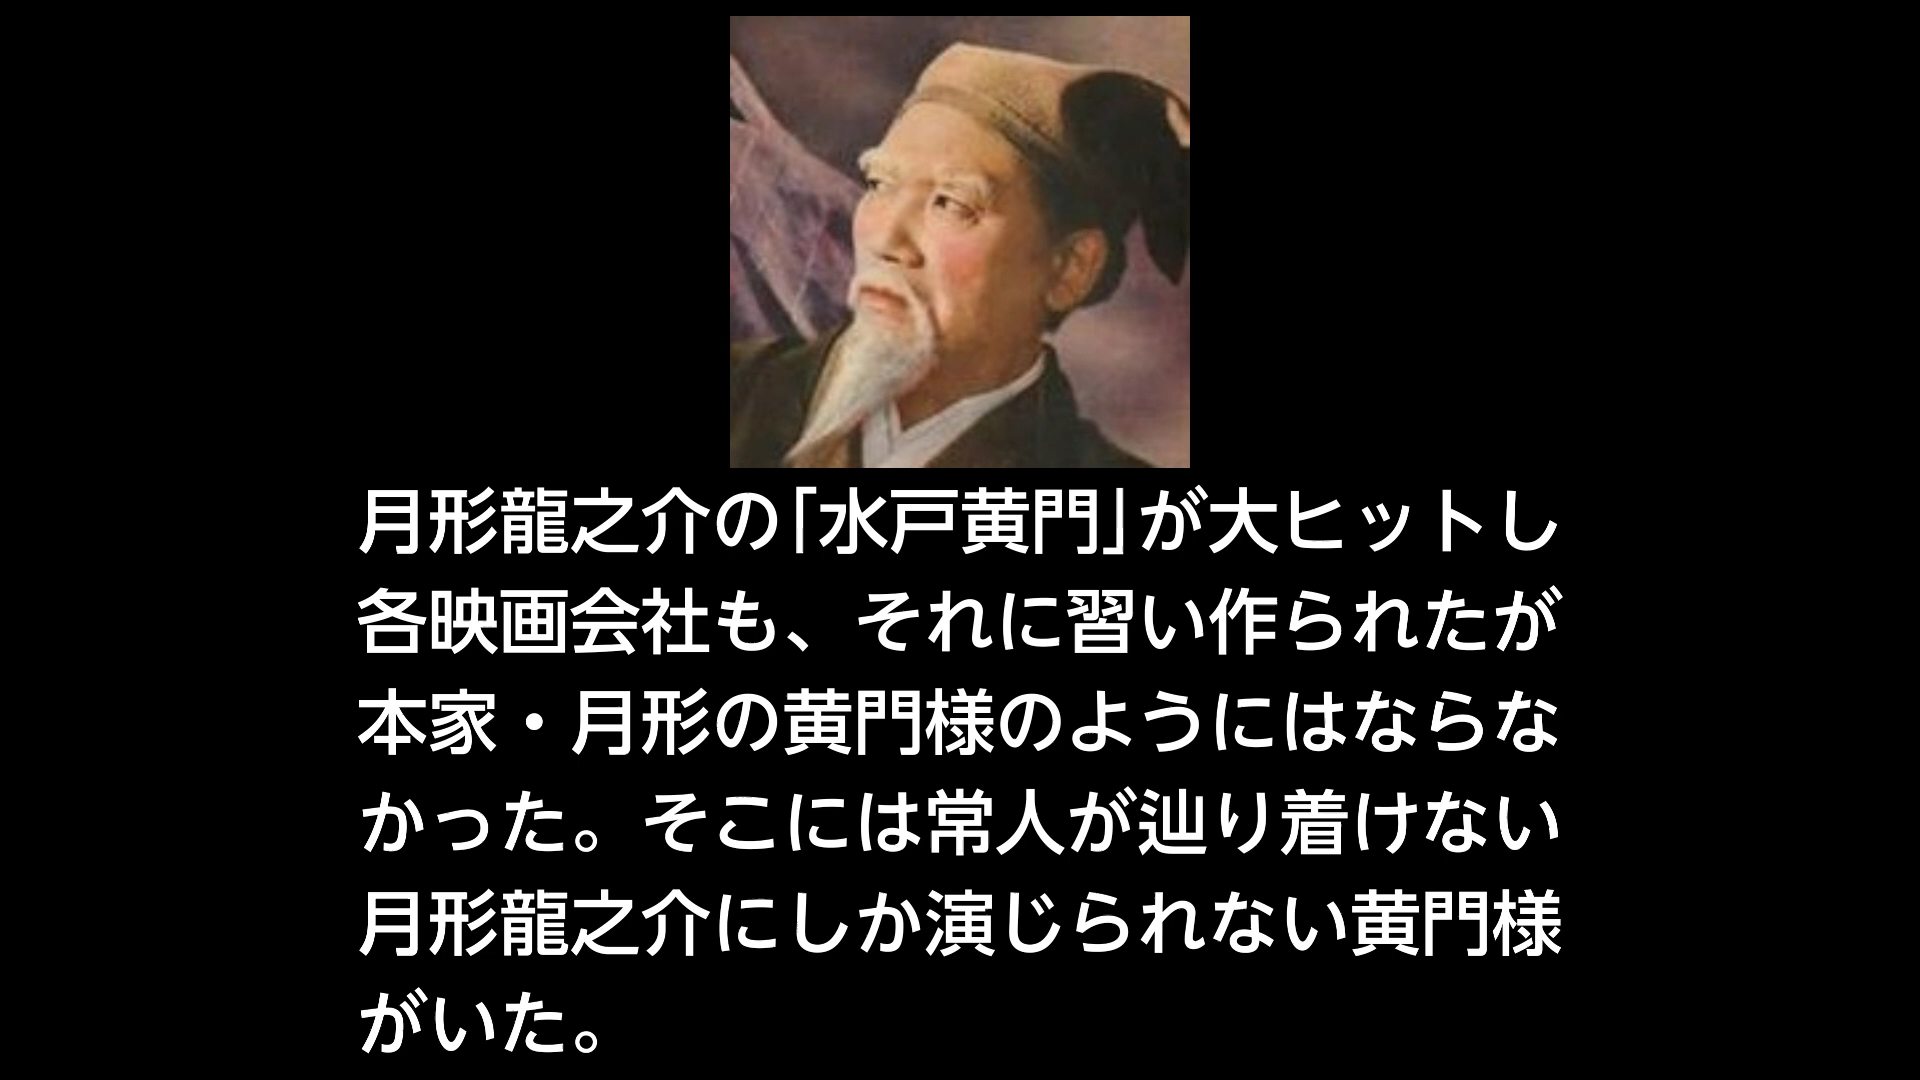 月形龍之介の｢水戸黄門｣が大ヒットし
各映画会社も、それに習い作られたが
本家・月形の黄門様のようにはならな
かった。そこには常人が辿り着けない
月形龍之介にしか演じられない黄門様
がいた。